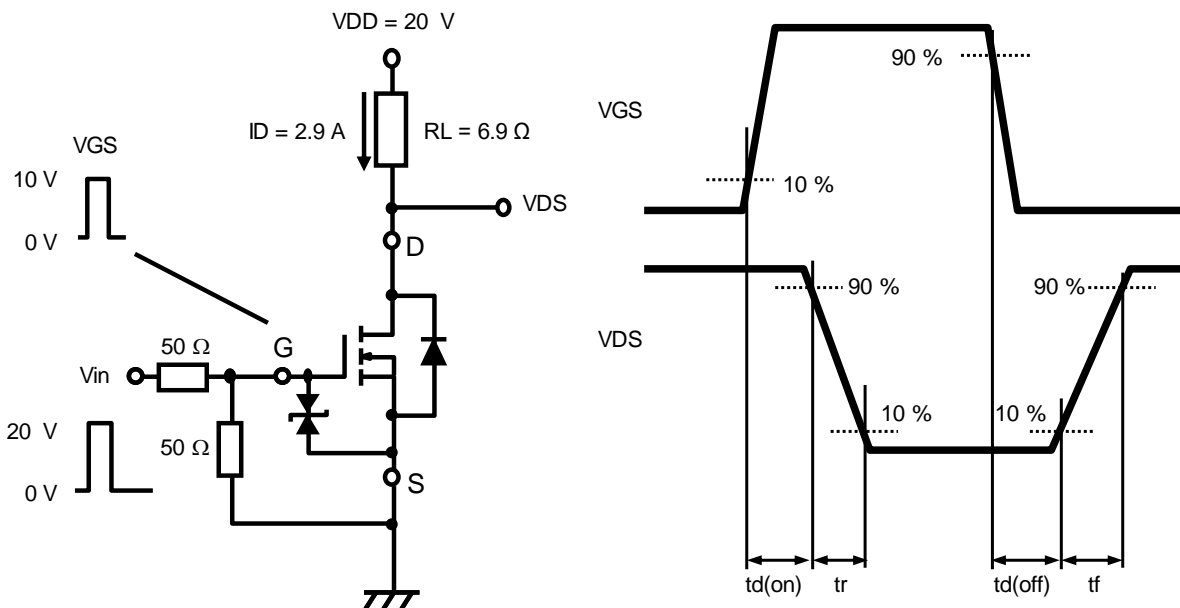 VDD = 20 V
ID = 2.9 A
RL = 6.9 Ω
VGS
10 V
0 V
VDS
D
50 Ω
G
Vin
20 V
50 Ω
0 V
S
90 %
VGS
10 %
90 %
90 %
VDS
10 %
10 %
td(on)
tr
td(off)
tf